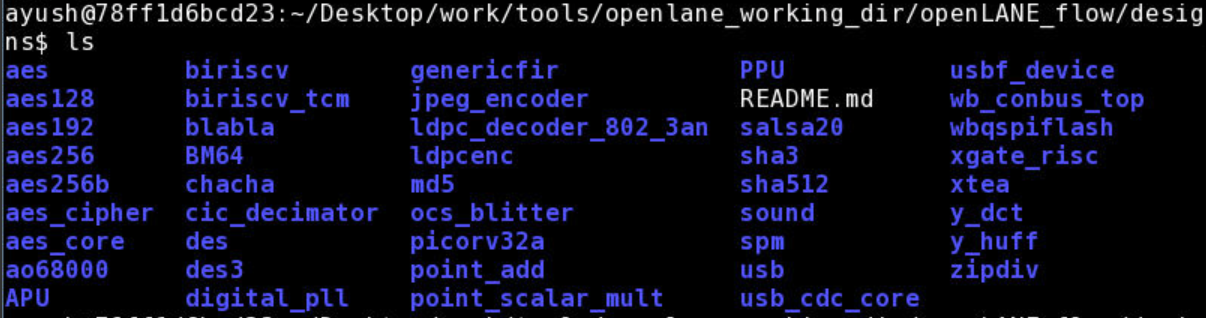 ayush@78ff1d6bcd23:~/Desktop/work/tools/openlane_working_dir/openLANE_flow/desig
ns$ ls
aes biriscv genericfir PPU usbf_device
aes128 biriscv_tcm jpeg_encoder README.md wb_conbus_top
aes192 blabla ldpc_decoder_802_3an salsa20 wbqspiflash
aes256 BM64 ldpcenc sha3 xgate_risc
aes256b chacha md5 sha512 xtea
aes_cipher cic_decimator ocs_blitter sound y_dct
aes_core des picorv32a spm y_huff
ao68000 des3 point_add usb zipdiv
APU digital_pll point_scalar_mult usb_cdc_core